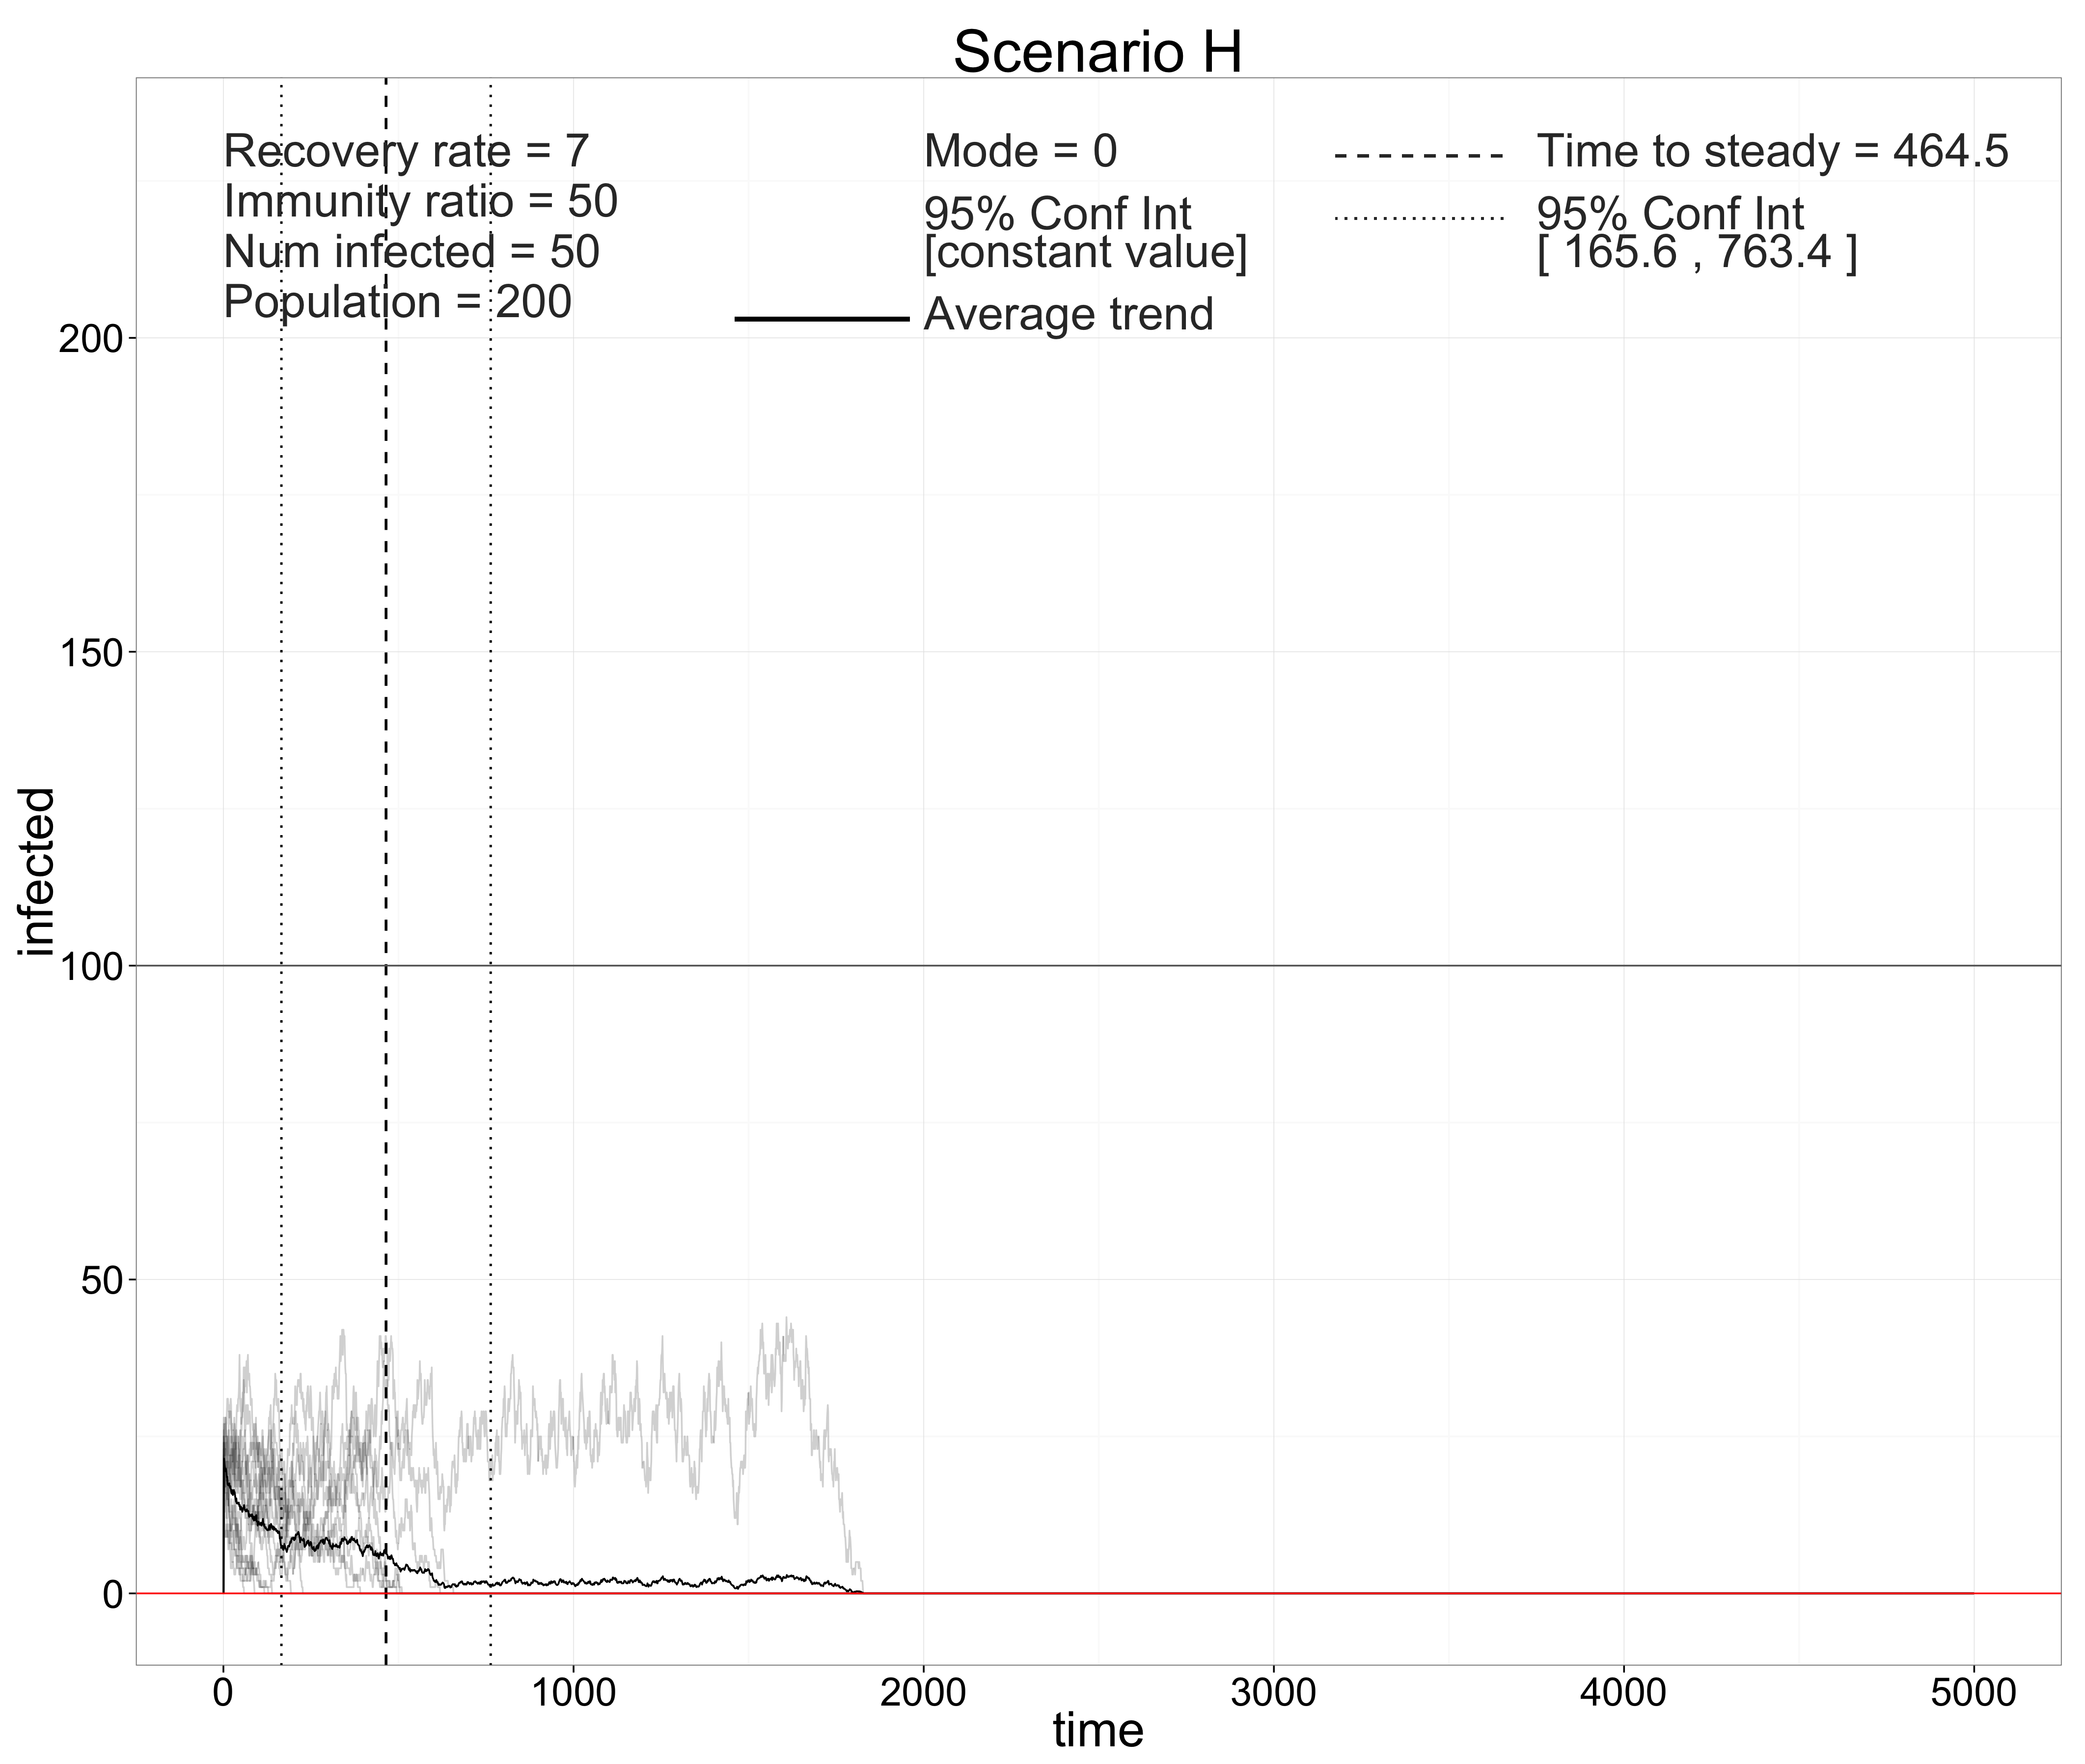 Scenario H
Recovery rate = 7
Immunity ratio = 50
Num infected = 50
Population = 200
Mode = 0
95% Conf Int
[constant value]
Average trend
Time to steady = 464.5
95% Conf Int
[ 165.6 , 763.4 ]
infected
200
150
100
50
0
0 1000 2000 3000 4000 5000
time